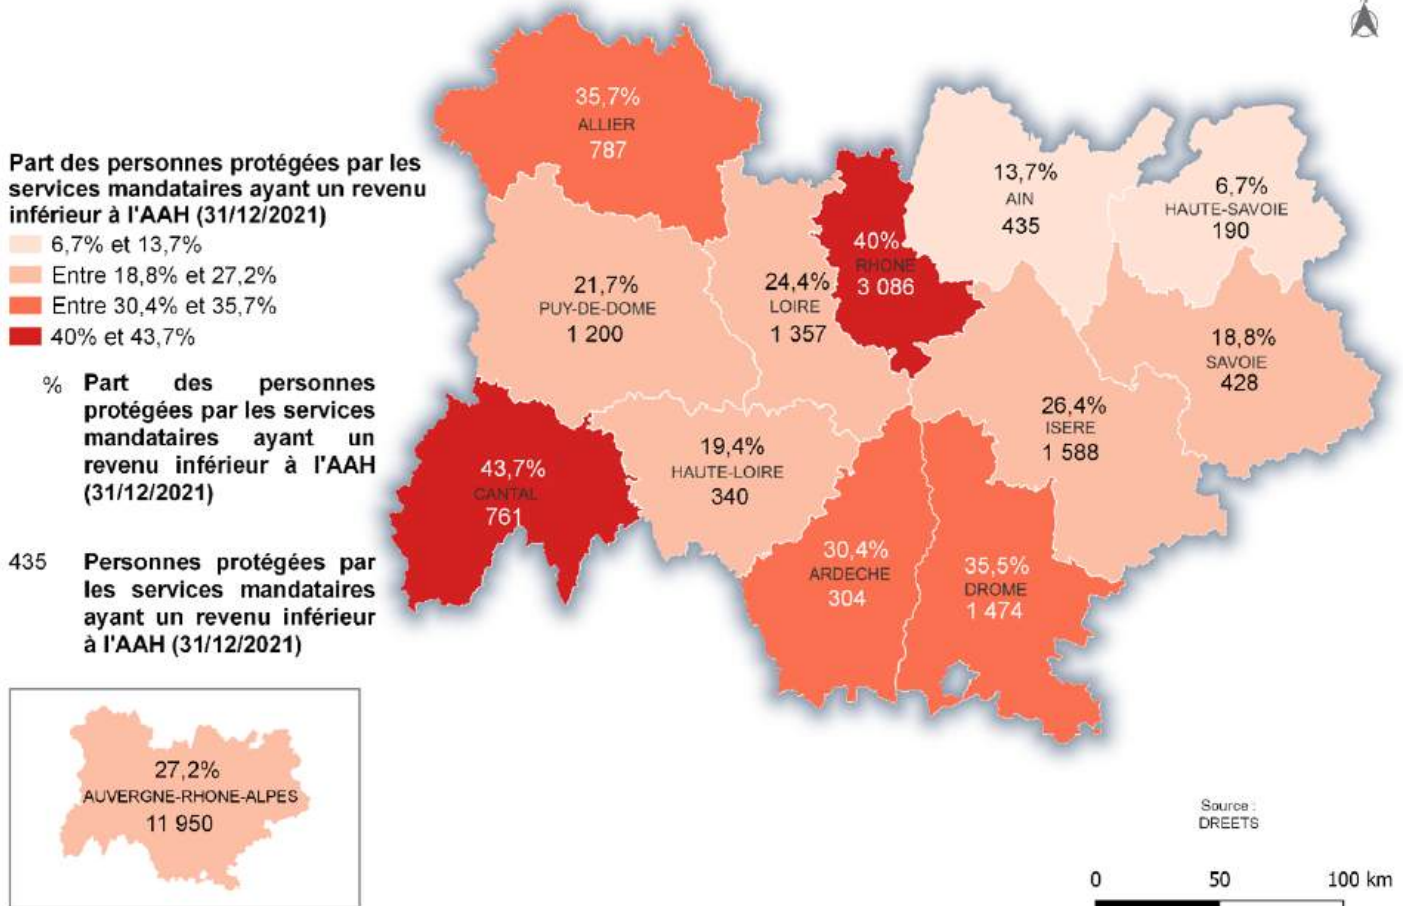 Part des personnes protégées par les
services mandataires ayant un revenu
inférieur à l'AAH (31/12/2021)
6,7% et 13,7%
Entre 18,8% et 27,2%
Entre 30,4% et 35,7%
40% et 43,7%
% Part des personnes
protégées par les services
mandataires ayant un
revenu inférieur à l'AAH
(31/12/2021)
435 Personnes protégées par
les services mandataires
ayant un revenu inférieur
à l'AAH (31/12/2021)
35,7%
ALLIER
787
13,7%
AIN
435
6,7%
HAUTE-SAVOIE
190
40%
RHONE
3 086
21,7%
PUY-DE-DOME
1 200
24,4%
LOIRE
1 357
18,8%
SAVOIE
428
26,4%
ISERE
1 588
43,7%
CANTAL
761
19,4%
HAUTE-LOIRE
340
30,4%
ARDECHE
304
35,5%
DROME
1 474
27,2%
AUVERGNE-RHONE-ALPES
11 950
Source :
DREETS
0 50 100 km